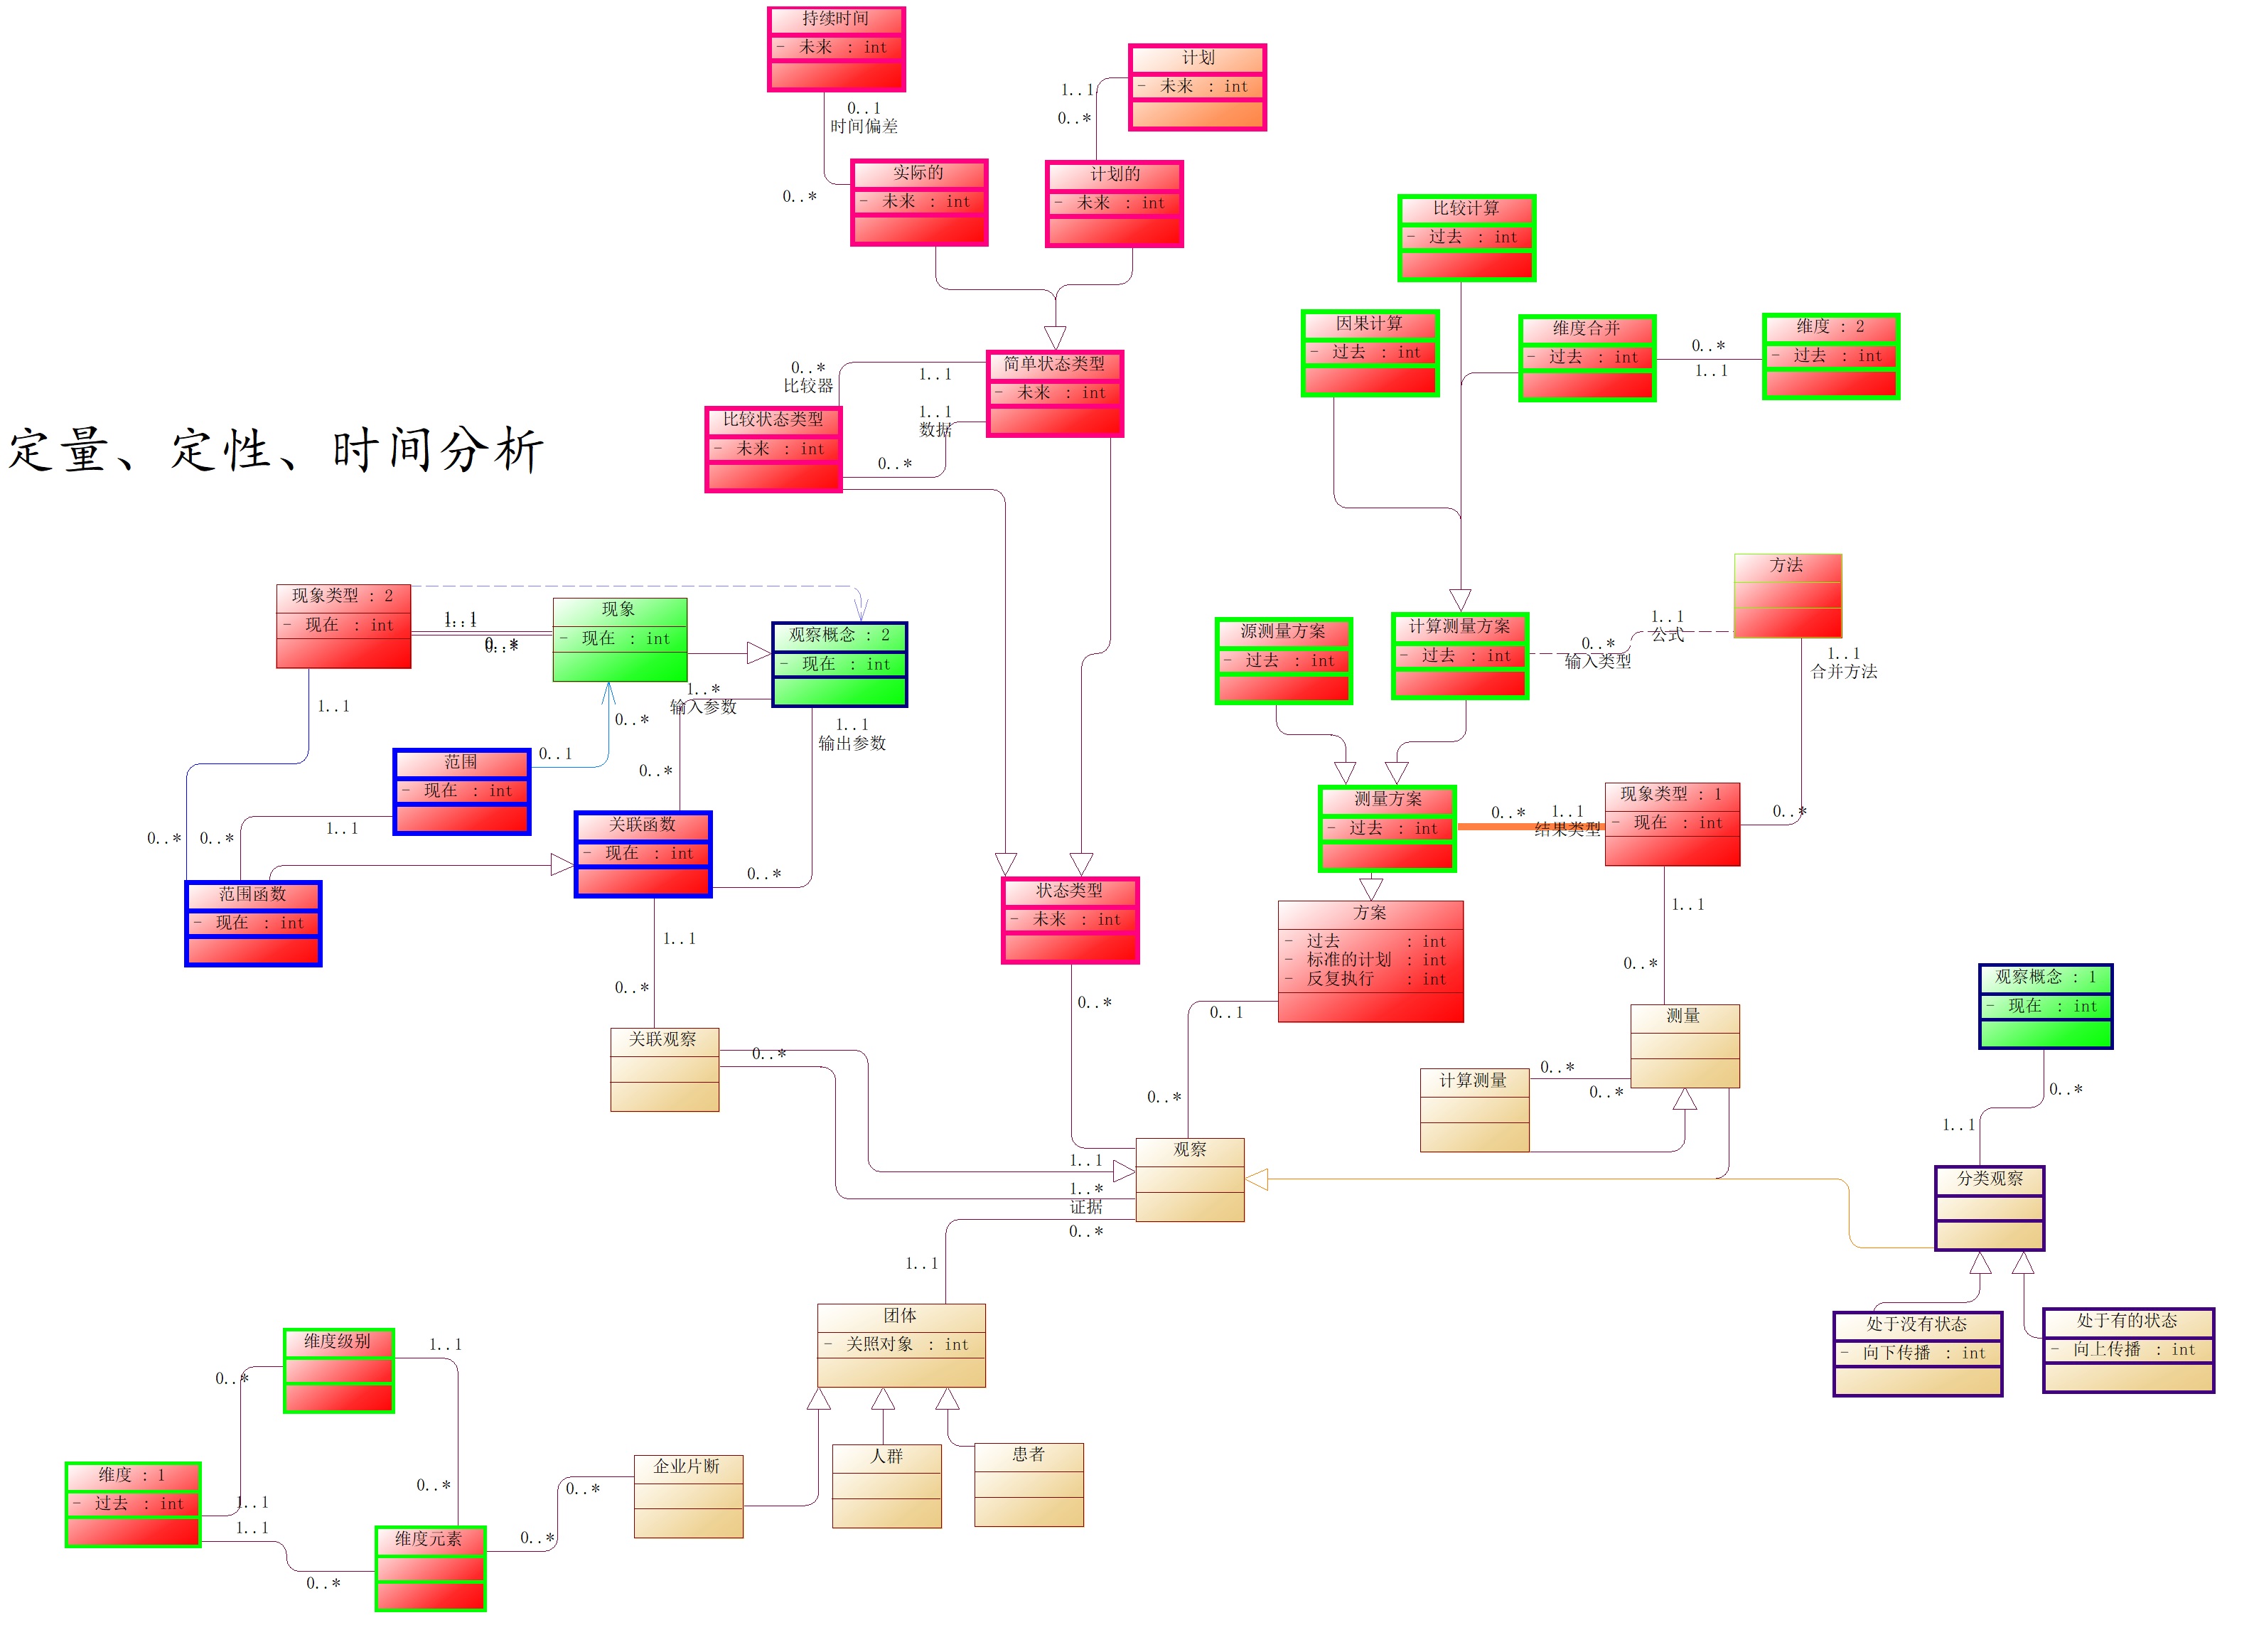 持续时间
- 未来 : int
0..1
时间偏差
0..*
计划
- 未来 : int
1..1
0..*
实际的
- 未来 : int
计划的
- 未来 : int
比较计算
- 过去 : int
因果计算
- 过去 : int
维度合并
- 过去 : int
0..*
1..1
维度 : 2
- 过去 : int
简单状态类型
- 未来 : int
0..*
比较器
1..1
1..1
数据
0..*
比较状态类型
- 未来 : int
定量、定性、时间分析
现象类型 : 2
- 现在 : int
1..1
1..1
0..*
0..*
现象
- 现在 : int
观察概念 : 2
- 现在 : int
1..*
输入参数
1..1
输出参数
0..*
0..*
1..1
0..*
0..1
范围
- 现在 : int
1..1
0..*
0..*
关联函数
- 现在 : int
范围函数
- 现在 : int
方法
1..1
公式
0..*
输入类型
1..1
合并方法
0..*
源测量方案
- 过去 : int
计算测量方案
- 过去 : int
测量方案
- 过去 : int
0..*
1..1
结果类型
现象类型 : 1
- 现在 : int
状态类型
- 未来 : int
方案
- 过去 : int
- 标准的计划 : int
- 反复执行 : int
1..1
0..*
1..1
0..*
0..*
0..1
0..*
关联观察
0..*
测量
计算测量
0..*
0..*
观察概念 : 1
- 现在 : int
0..*
1..1
观察
1..1
1..*
证据
0..*
1..1
分类观察
处于没有状态
- 向下传播 : int
处于有的状态
- 向上传播 : int
团体
- 关照对象 : int
人群
患者
企业片断
0..*
0..*
维度级别
1..1
0..*
0..*
维度 : 1
- 过去 : int
1..1
1..1
0..*
维度元素